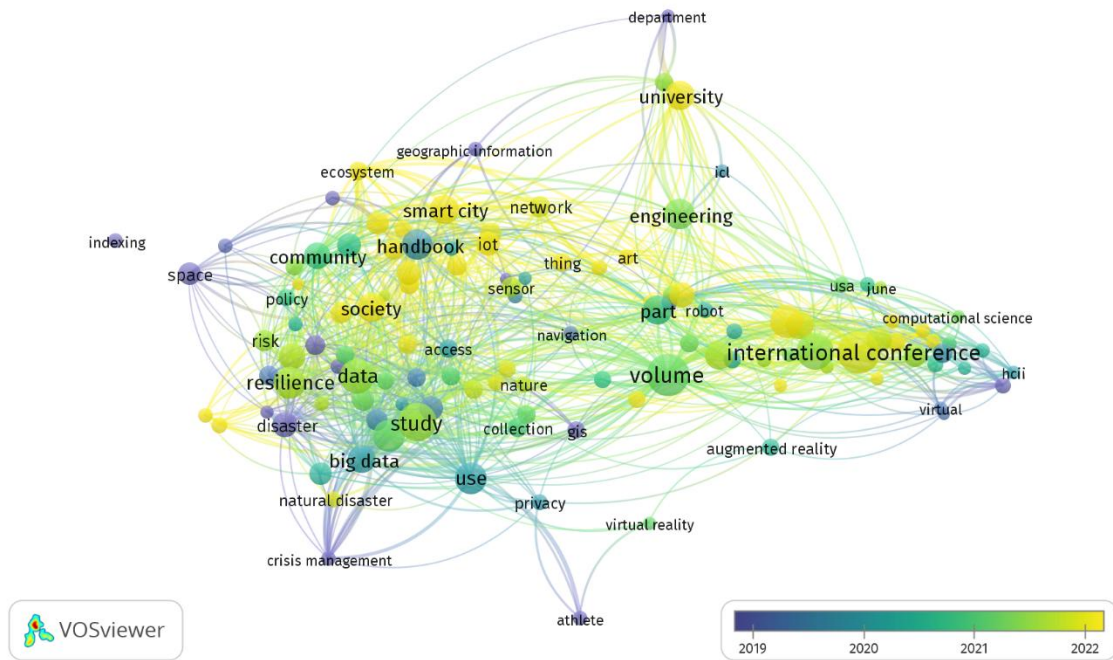 department
university
geographic information
ecosystem
icl
smart city
network
engineering
handbook
iot
indexing
community
art
thing
space
sensor
usa
june
policy
society
part
robot
computational science
navigation
risk
access
international conference
resilience
data
nature
volume
hcii
virtual
study
disaster
collection
gis
augmented reality
big data
use
natural disaster
privacy
virtual reality
crisis management
athlete
VOSviewer
2019
2020
2021
2022